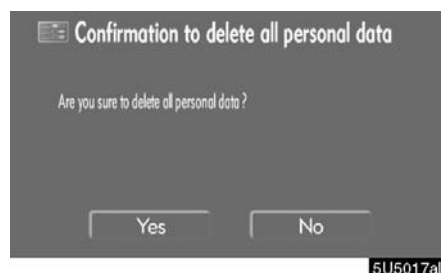 Confirmation to delete all personal data
Are you sure to delete all personal data ?
Yes No
5U5017al